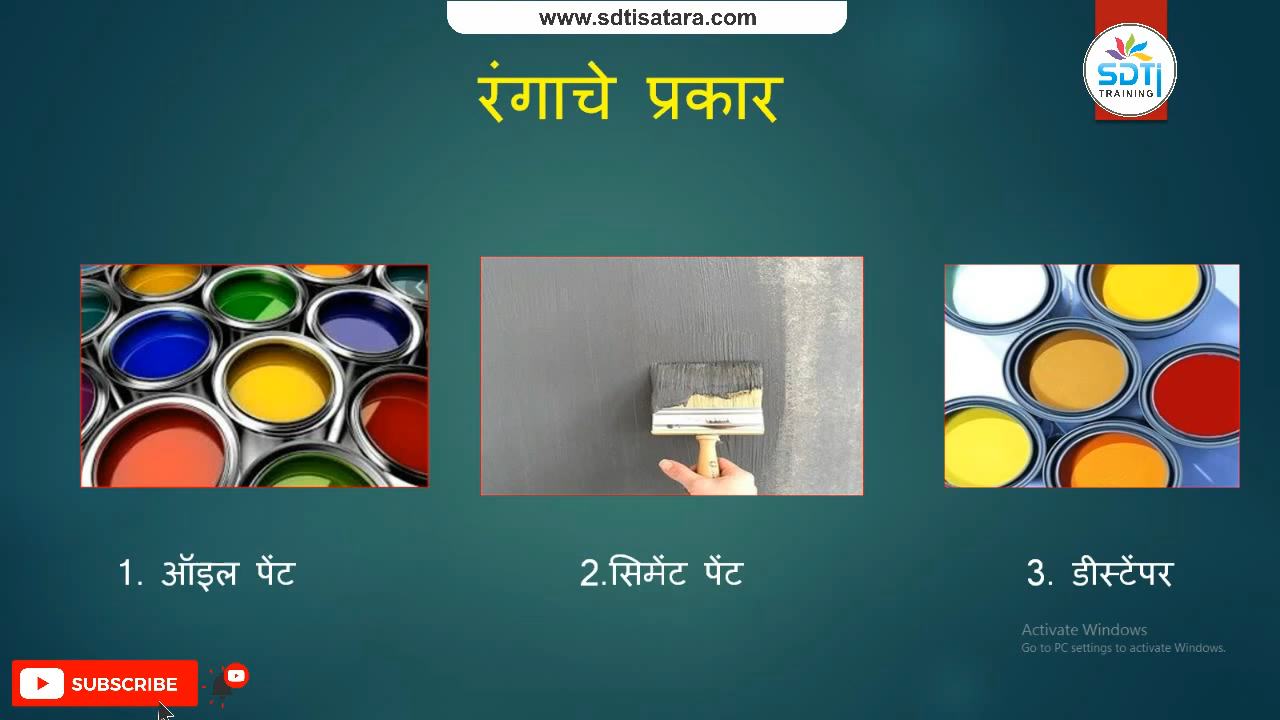 www.sdtisatara.com
SDTI
TRAINING
रंगाचे प्रकार
1. ऑइल पेंट
2.सिमेंट पेंट
3. डीस्टेंपर
Activate Windows
Go to PC settings to activate Windows.
SUBSCRIBE